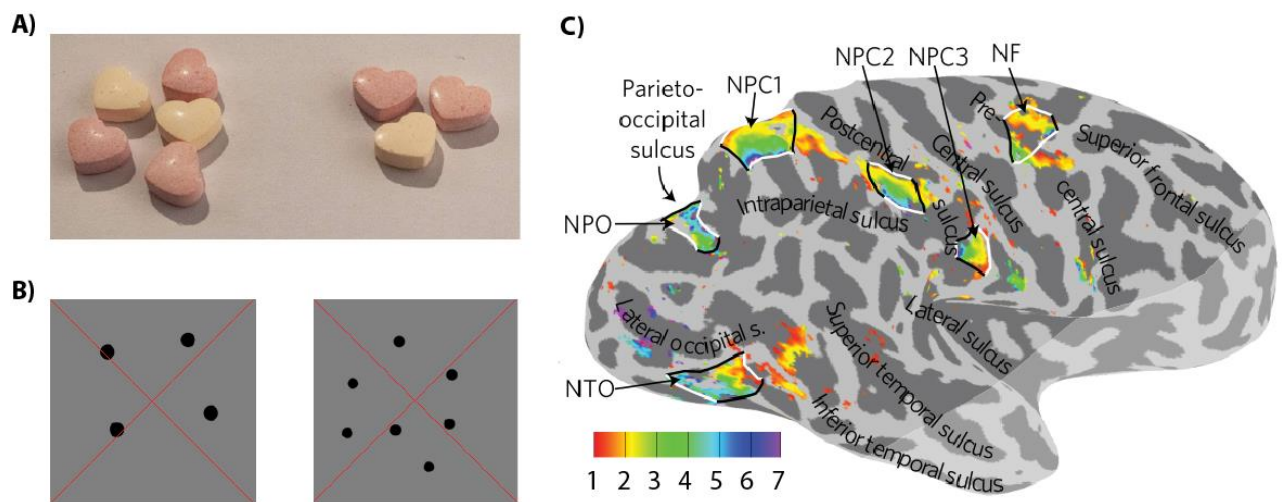 A)
B)
C)
Parieto-
occipital
sulcus
NPC1
NPC2
NPC3
NF
NPO
NTO
Postcentral
sulcus
Central sulcus
Pre-
central sulcus
Superior frontal sulcus
Intraparietal sulcus
Lateral occipital s.
Lateral sulcus
Superior temporal sulcus
Inferior temporal sulcus
1 2 3 4 5 6 7